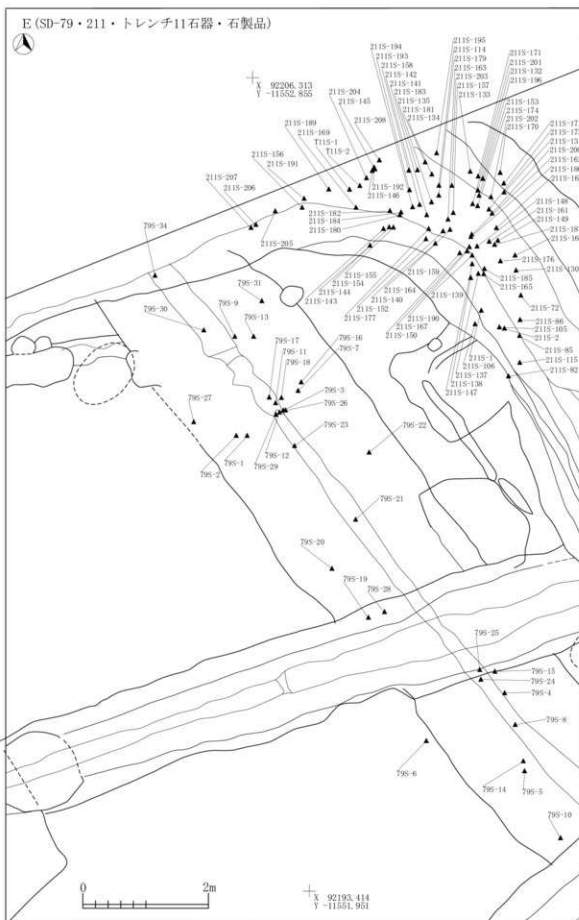 E (SD-79・211・トレンチ11石器・石製品)
X 92206.313
Y -11552.855
211S-194
211S-193
211S-158
211S-142
211S-141
211S-183
211S-135
211S-181
211S-134
211S-195
211S-114
211S-179
211S-163
211S-203
211S-157
211S-133
211S-171
211S-201
211S-132
211S-196
211S-153
211S-174
211S-202
211S-170
211S-204
211S-145
211S-208
211S-189
211S-169
T11S-1
T11S-2
211S-156
211S-191
211S-207
211S-206
211S-192
211S-146
211S-182
211S-184
211S-180
211S-205
211S-148
211S-161
211S-149
211S-176
211S-130
211S-185
211S-165
211S-155
211S-154
211S-144
211S-143
211S-159
211S-164
211S-140
211S-152
211S-177
211S-139
211S-190
211S-167
211S-150
211S-72
211S-86
211S-105
211S-2
211S-85
211S-115
211S-82
211S-1
211S-106
211S-137
211S-138
211S-147
79S-34
79S-31
79S-9
79S-13
79S-30
79S-17
79S-11
79S-18
79S-16
79S-7
79S-3
79S-26
79S-23
79S-12
79S-29
79S-27
79S-1
79S-2
79S-22
79S-21
79S-20
79S-19
79S-28
79S-25
79S-15
79S-24
79S-4
79S-8
79S-6
79S-14
79S-5
79S-10
0 2m
X 92193.414
Y -11551.951